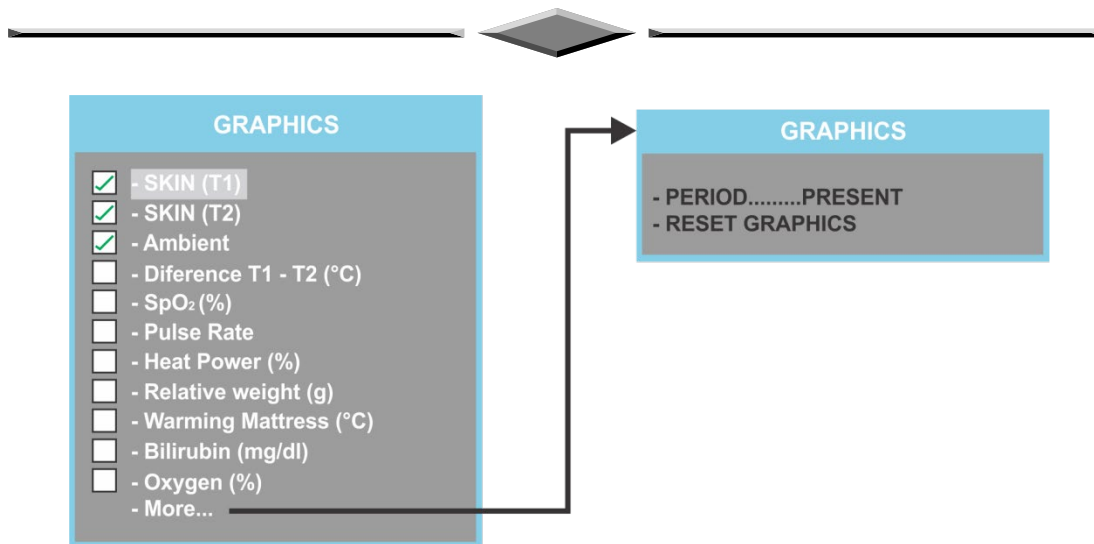 GRAPHICS
- SKIN (T1)
- SKIN (T2)
- Ambient
- Diference T1 - T2 (°C)
- SpO₂ (%)
- Pulse Rate
- Heat Power (%)
- Relative weight (g)
- Warming Mattress (°C)
- Bilirubin (mg/dl)
- Oxygen (%)
- More...
GRAPHICS
- PERIOD.........PRESENT
- RESET GRAPHICS